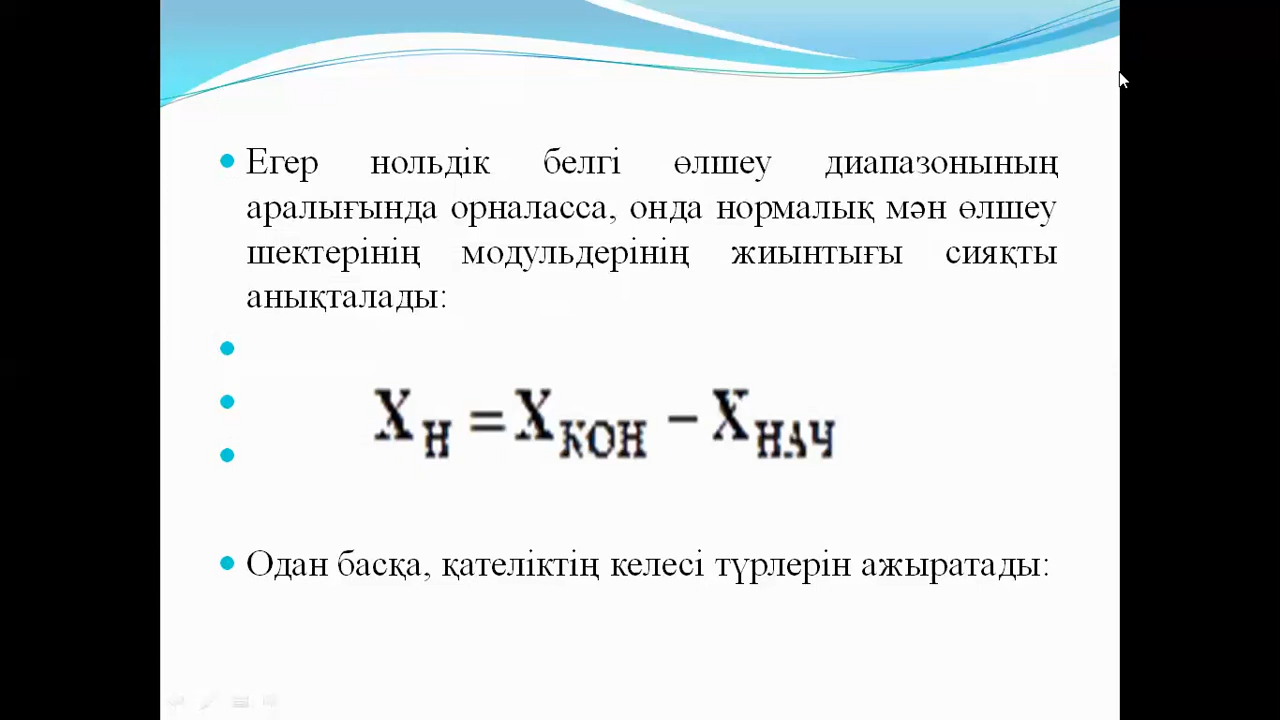 Егер нольдік белгі өлшеу диапазонының
аралығында орналасса, онда нормалық мән өлшеу
шектерінің модульдерінің жиынтығы сияқты
анықталады:
Xн = Xкон − Xнач
Одан басқа, қателіктің келесі түрлерін ажыратады: